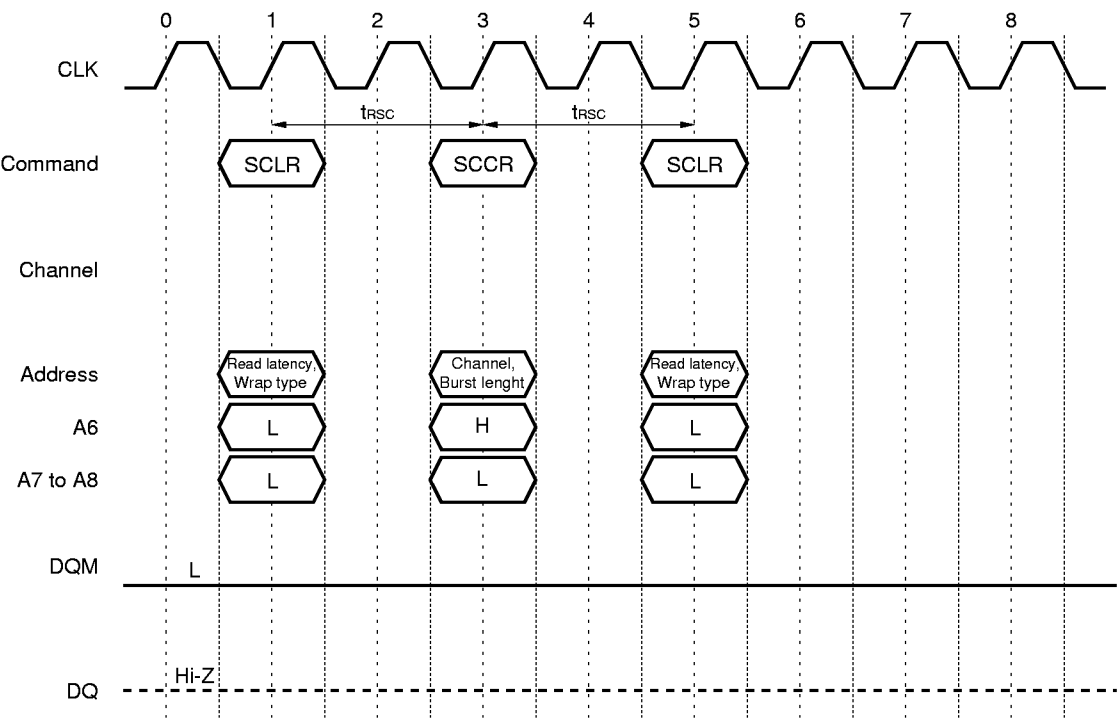 0 1 2 3 4 5 6 7 8
CLK
tRSC tRSC
Command SCLR SCCR SCLR
Channel
Read latency, Channel, Read latency,
Address Wrap type Burst lenght Wrap type
A6 L H L
A7 to A8 L L L
DQM L
Hi-Z
DQ